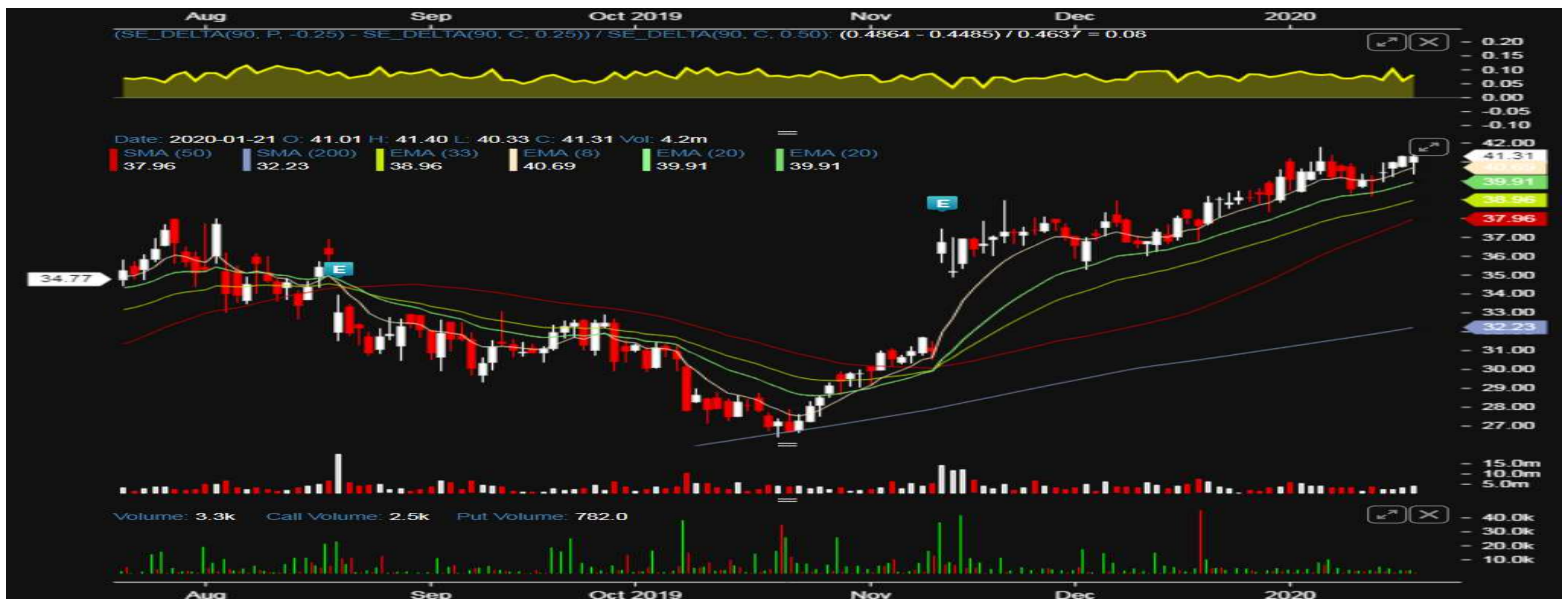 Aug Sep Oct 2019 Nov Dec 2020
(SE_DELTA(90, P, -0.25) - SE_DELTA(90, C, 0.25)) / SE_DELTA(90, C, 0.50): (0.4864 - 0.4485) / 0.4637 = 0.08
0.20
0.15
0.10
0.05
0.00
-0.05
-0.10
Date: 2020-01-21 O: 41.01 H: 41.40 L: 40.33 C: 41.31 Vol: 4.2m
SMA (50) SMA (200) EMA (33) EMA (8) EMA (20) EMA (20)
37.96 32.23 38.96 40.69 39.91 39.91
42.00
41.31
39.91
38.96
37.96
37.00
36.00
35.00
34.00
33.00
32.23
31.00
30.00
29.00
28.00
27.00
34.77
E
E
15.0m
10.0m
5.0m
Volume: 3.3k Call Volume: 2.5k Put Volume: 782.0
40.0k
30.0k
20.0k
10.0k
Aug Sep Oct 2019 Nov Dec 2020